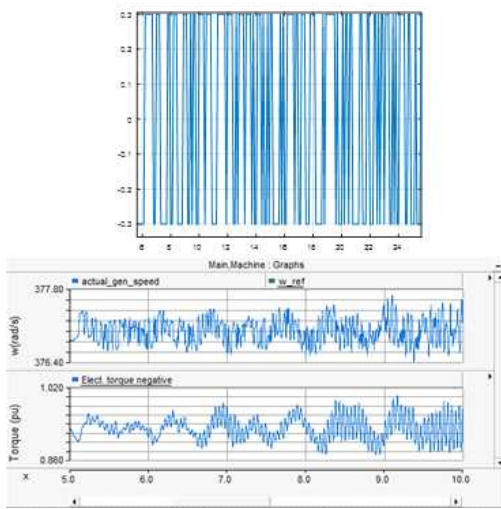 0.3
0.2
0.1
0
-0.1
-0.2
-0.3
6 8 10 12 14 16 18 20 22 24
Main,Machine : Graphs
actual_gen_speed w_ref
377.80
w(rad/s)
376.40
Elect. torque negative
1.020
Torque (pu)
0.860
x 5.0 6.0 7.0 8.0 9.0 10.0